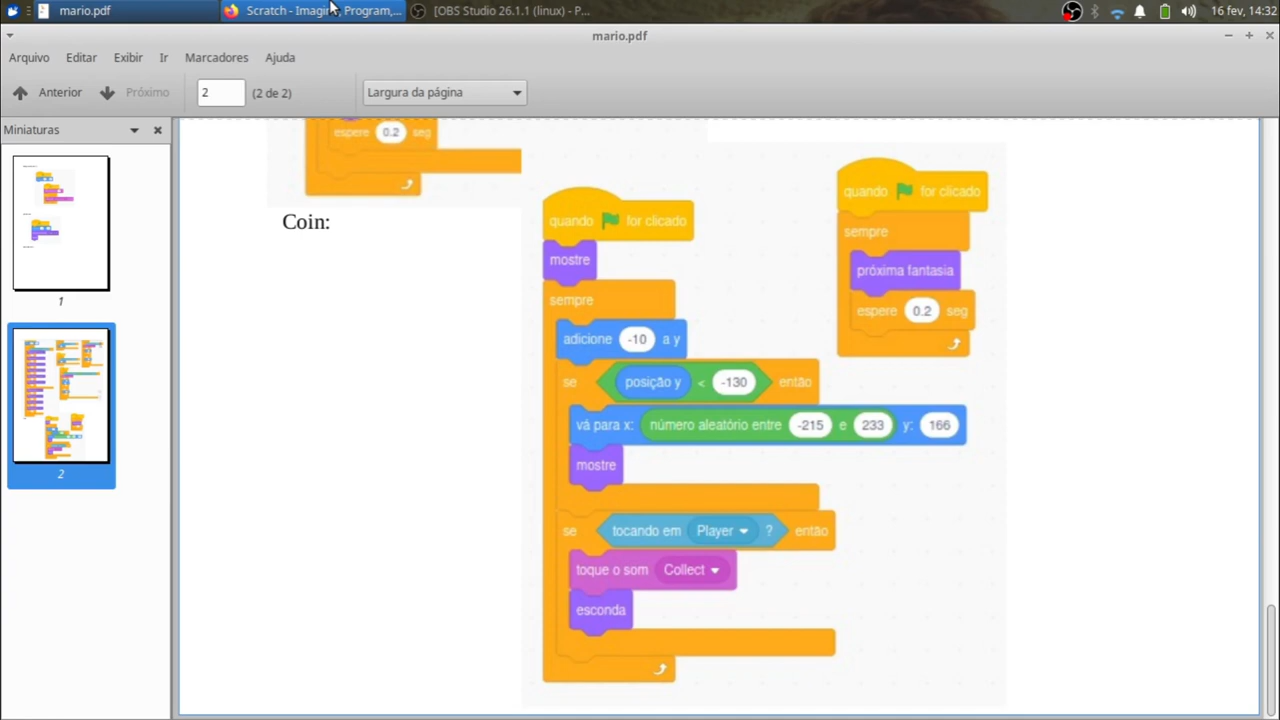 mario.pdf
Scratch - Imagine, Program,...
[OBS Studio 26.1.1 (linux) - P...
16 fev, 14:32
mario.pdf
Arquivo Editar Exibir Ir Marcadores Ajuda
Anterior Próximo 2 (2 de 2) Largura da página
Miniaturas
1
2
espere 0.2 seg
Coin:
quando for clicado
mostre
sempre
adicione -10 a y
se posição y < -130 então
vá para x: número aleatório entre -215 e 233 y: 166
mostre
se tocando em Player ? então
toque o som Collect
esconda
quando for clicado
sempre
próxima fantasia
espere 0.2 seg